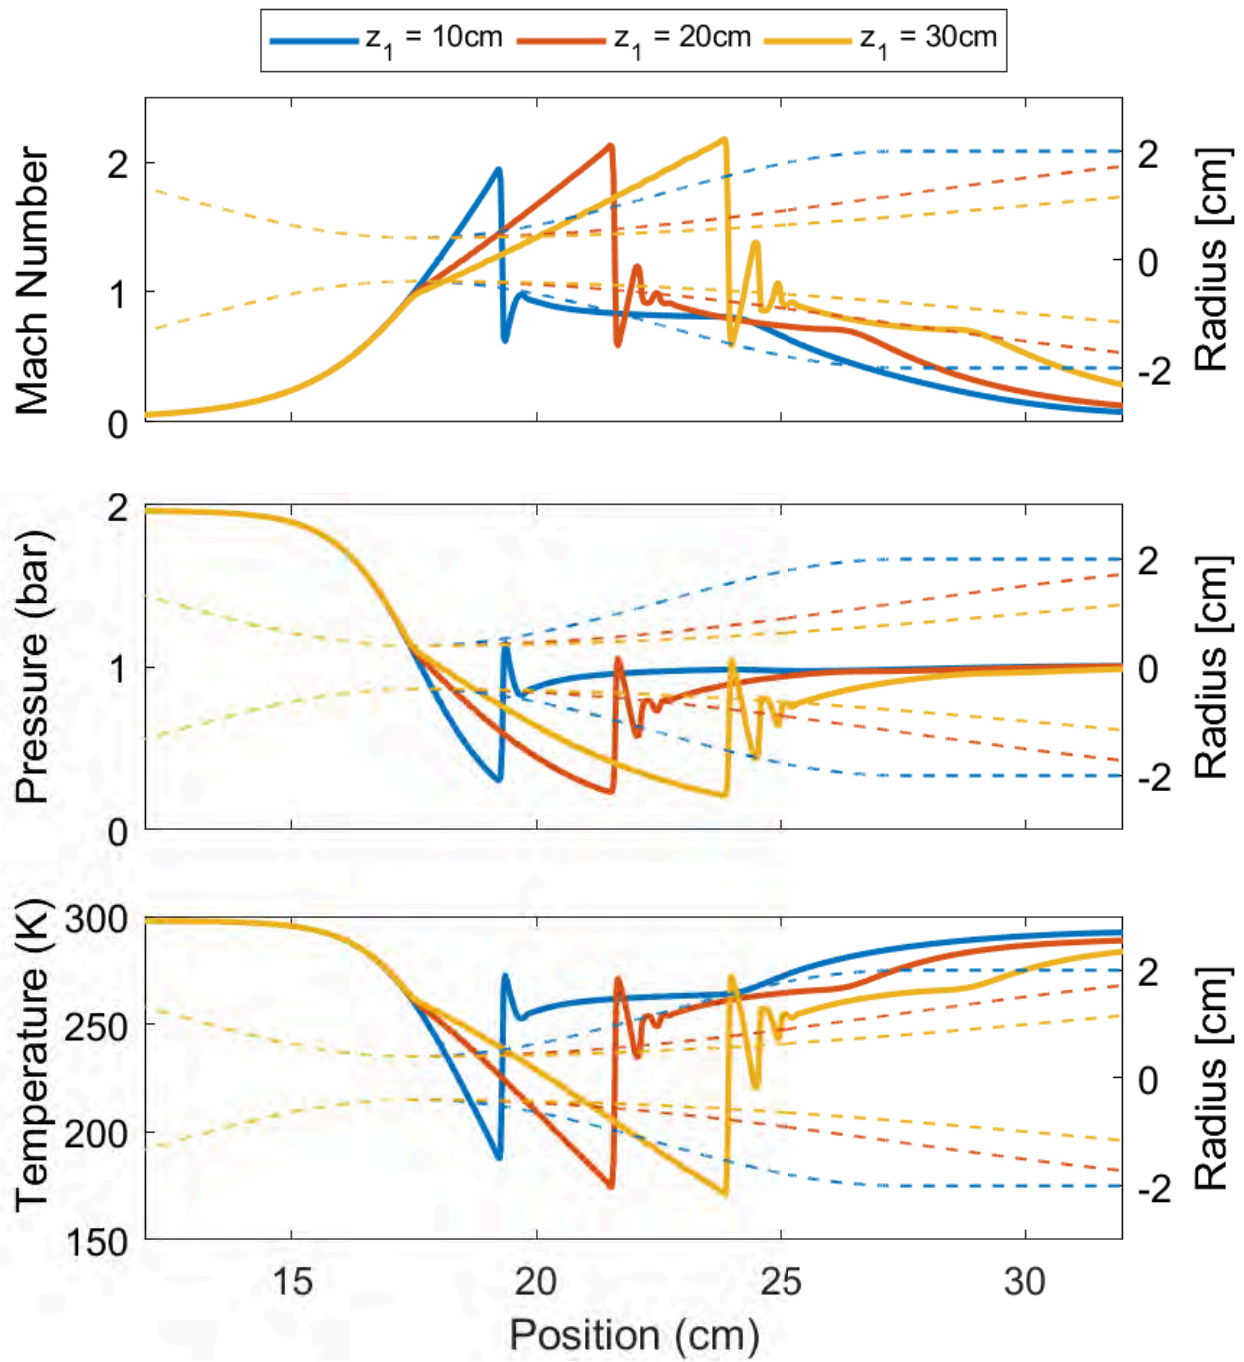 z1 = 10cm z1 = 20cm z1 = 30cm
Mach Number
2
1
0
2
0
-2
Radius [cm]
Pressure (bar)
2
1
0
2
0
-2
Radius [cm]
Temperature (K)
300
250
200
150
2
0
-2
Radius [cm]
15 20 25 30
Position (cm)